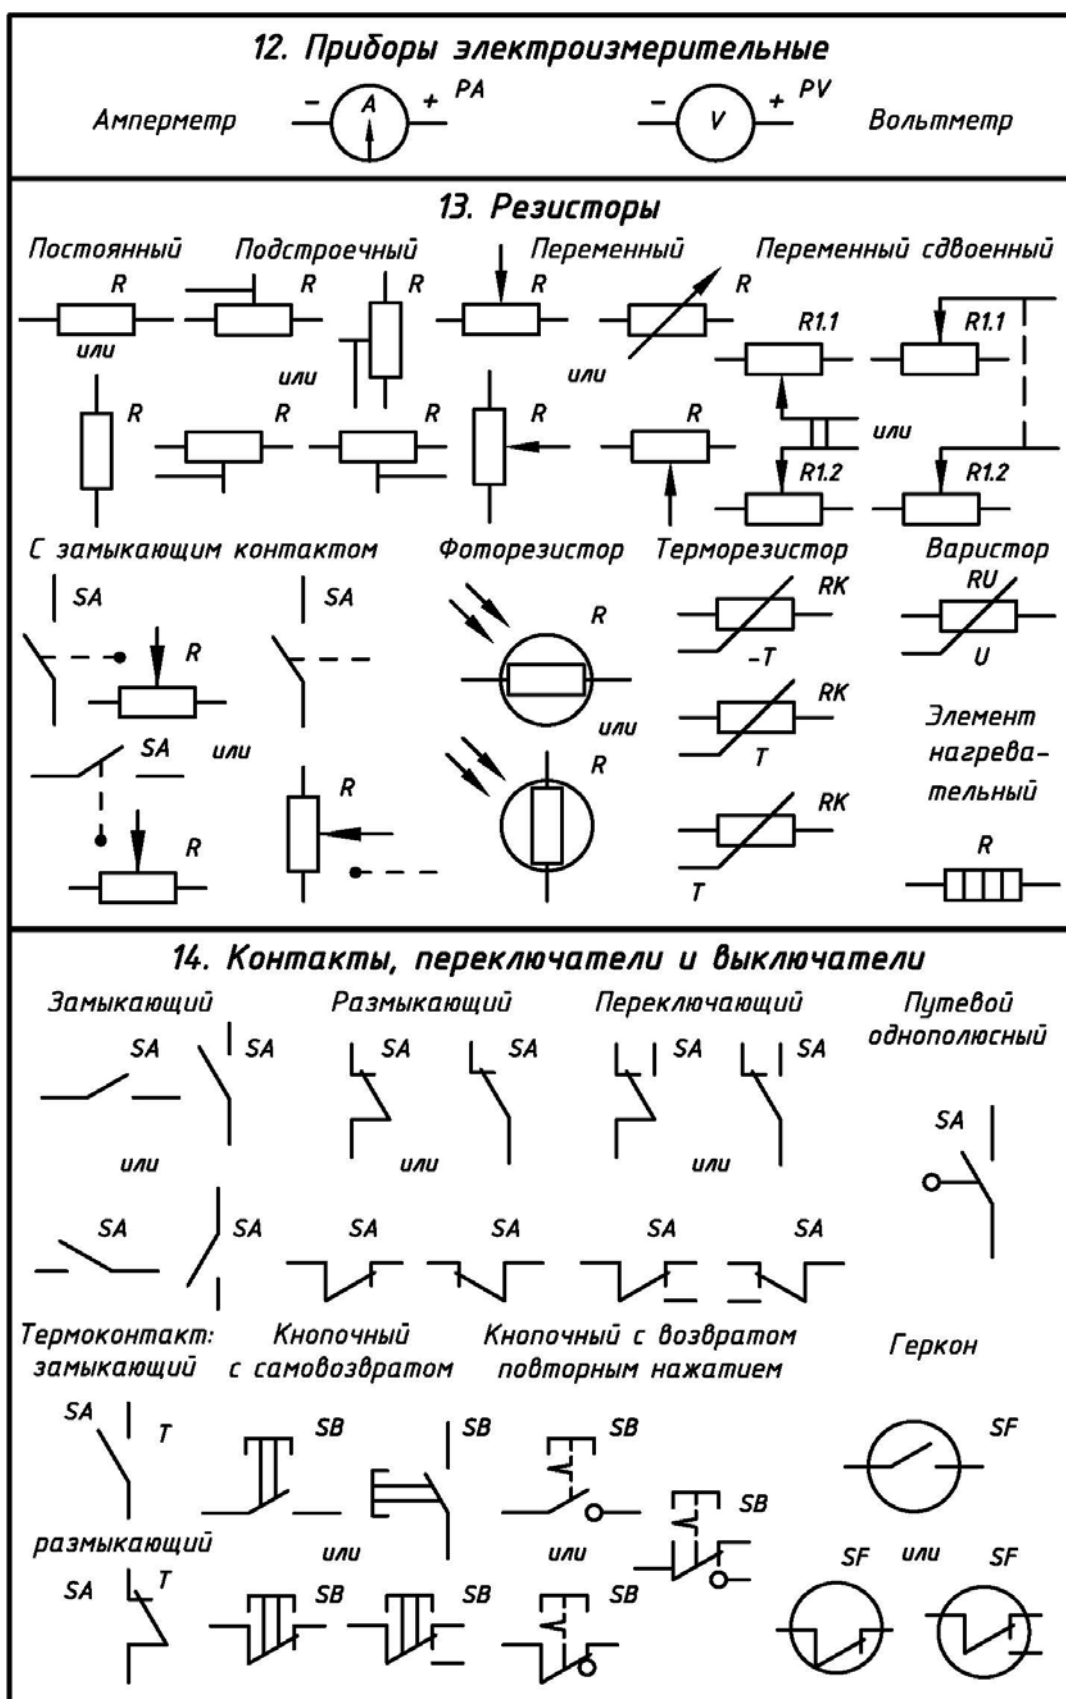 12. Приборы электроизмерительные
Амперметр - A + PA - V + PV Вольтметр
13. Резисторы
Постоянный Подстроечный Переменный Переменный сдвоенный
R R R R R R1.1 R1.1
или или или
R R R R R или
R1.2 R1.2
С замыкающим контактом Фоторезистор Терморезистор Варистор
SA SA R RK RU
R -T U
или RK Элемент
SA или R T нагрева-
R R RK тельный
T R
14. Контакты, переключатели и выключатели
Замыкающий Размыкающий Переключающий Путевой
однополюсный
SA SA SA SA SA SA
SA
или или или
SA SA SA SA SA SA
Термоконтакт: Кнопочный Кнопочный с возвратом Геркон
замыкающий с самовозвратом повторным нажатием
SA T SB SB SB SF
SB
размыкающий или или SF или SF
SA T SB SB SB